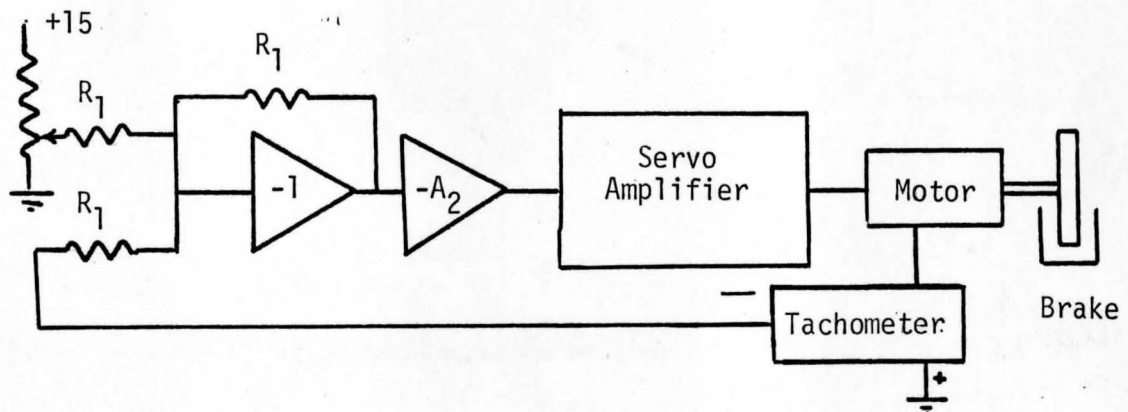 +15
R1
R1
R1
-1
-A2
Servo
Amplifier
Motor
Tachometer
Brake
−
+